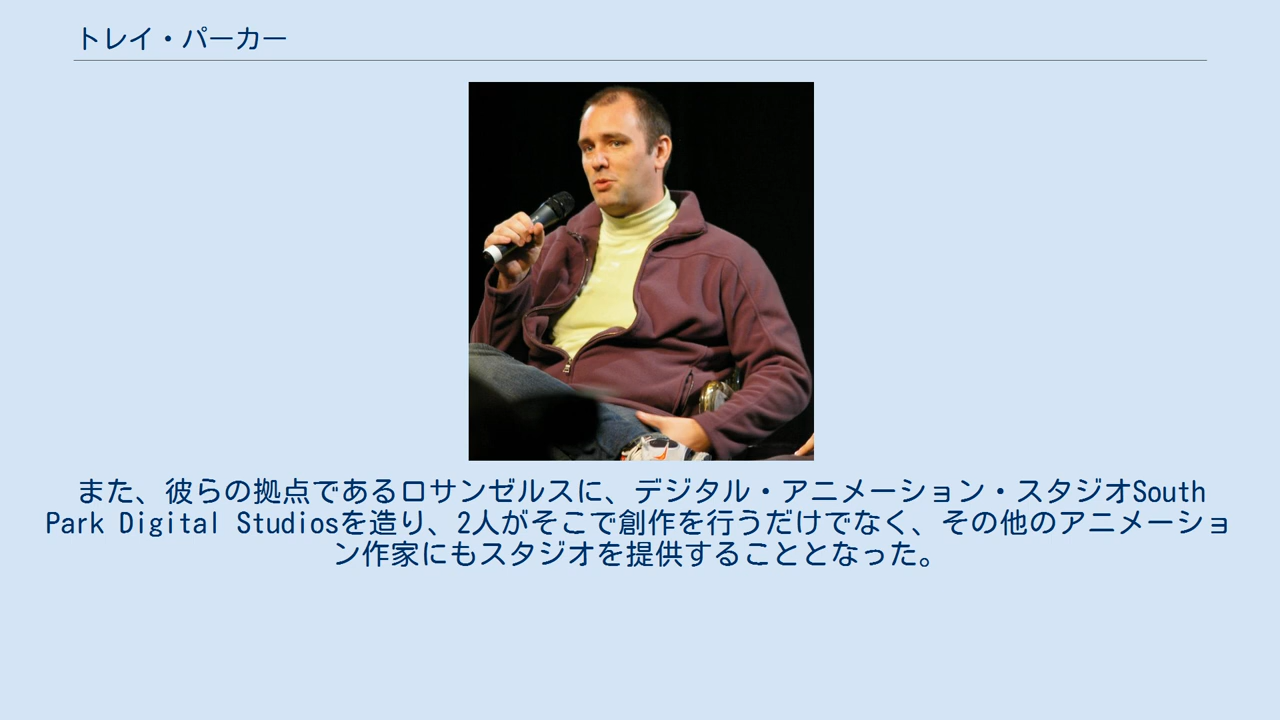 トレイ・パーカー
また、彼らの拠点であるロサンゼルスに、デジタル・アニメーション・スタジオSouth
Park Digital Studiosを造り、2人がそこで創作を行うだけでなく、その他のアニメーショ
ン作家にもスタジオを提供することとなった。